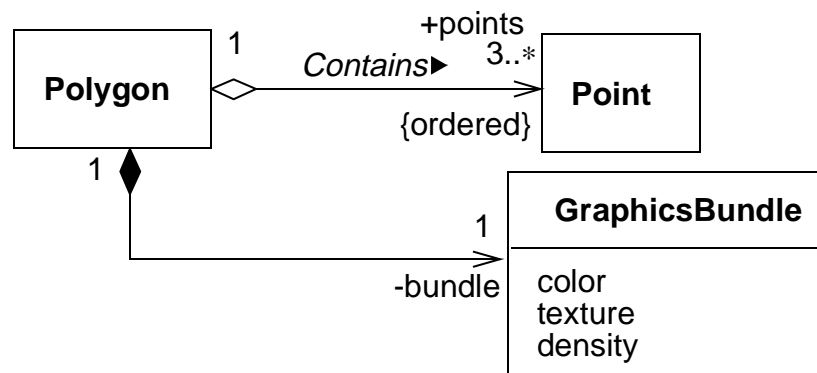 +points
1
3..*
Contains▶
Polygon
Point
{ordered}
1
GraphicsBundle
1
-bundle
color
texture
density